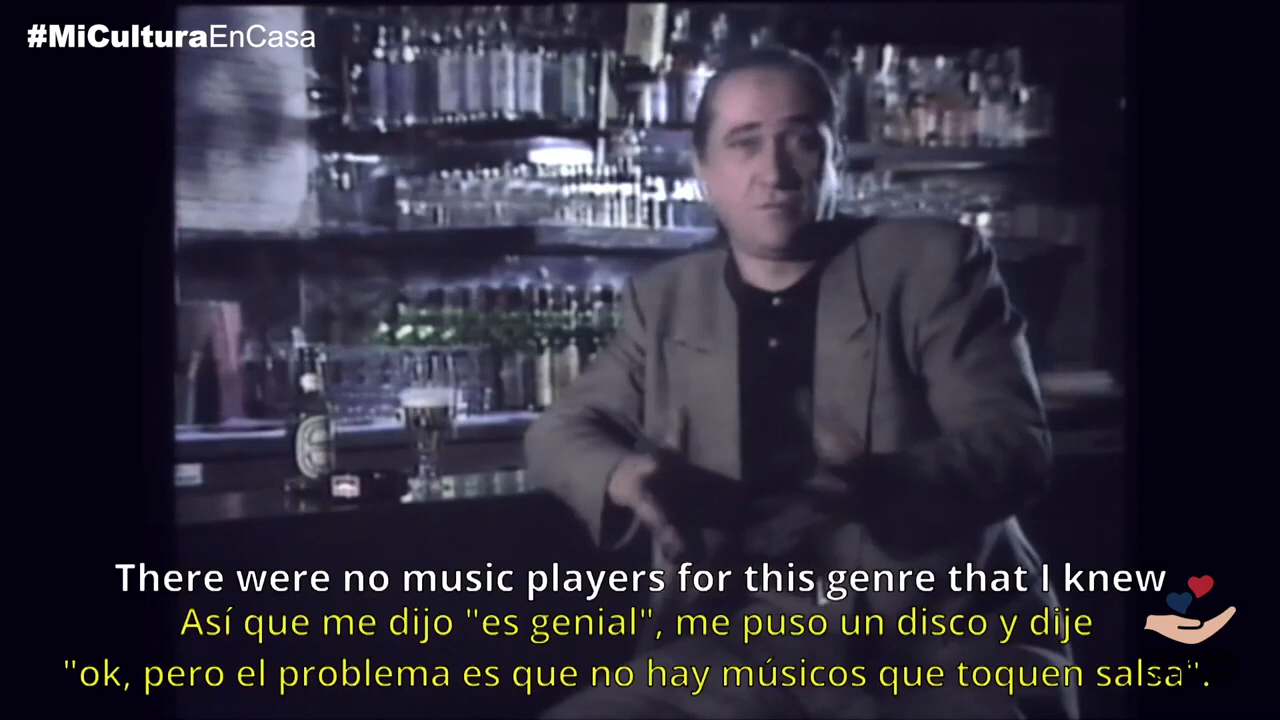 #MiCulturaEnCasa
There were no music players for this genre that I knew
Así que me dijo "es genial", me puso un disco y dije
"ok, pero el problema es que no hay músicos que toquen salsa".